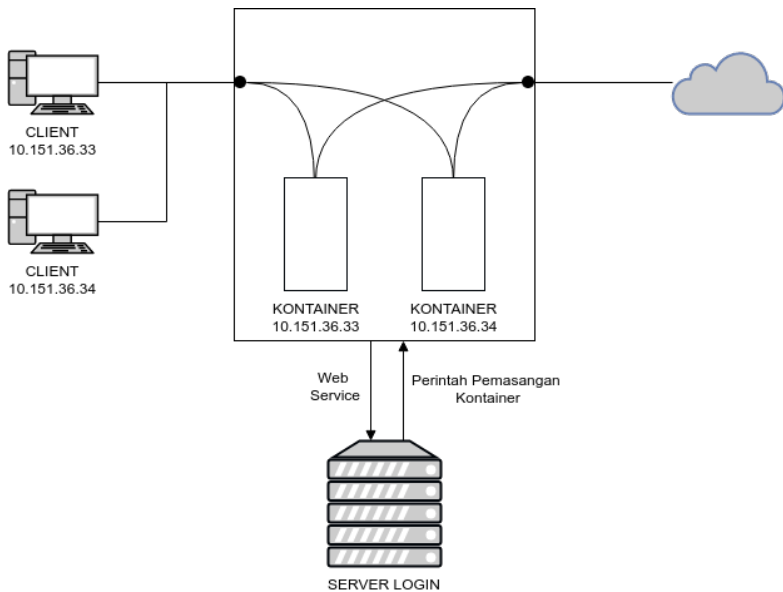 CLIENT
10.151.36.33
CLIENT
10.151.36.34
KONTAINER
10.151.36.33
KONTAINER
10.151.36.34
Web
Service
Perintah Pemasangan
Kontainer
SERVER LOGIN